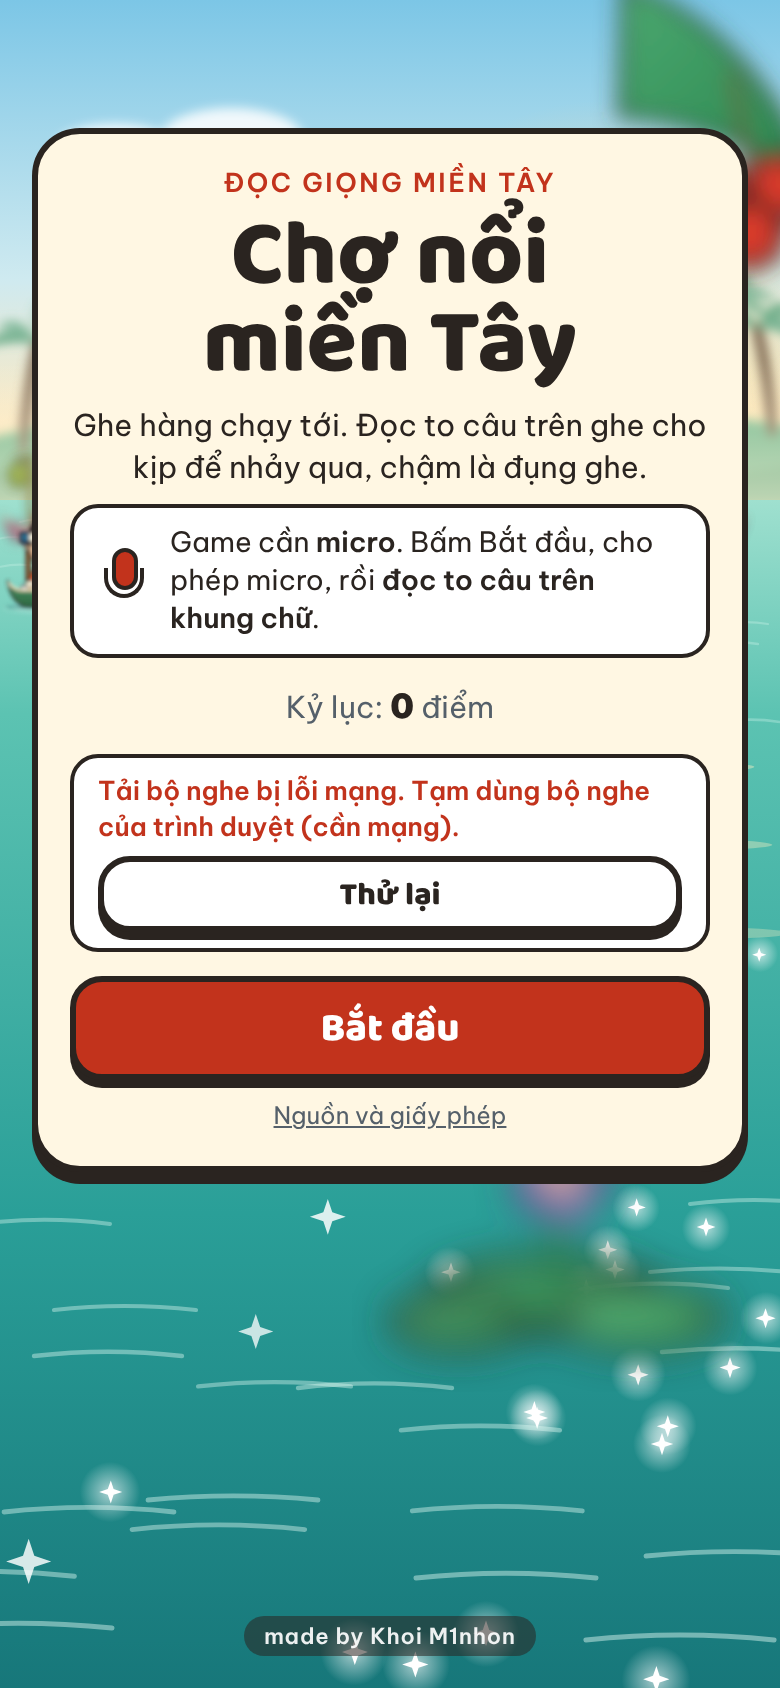 ĐỌC GIỌNG MIỀN TÂY
Chợ nổi
miền Tây
Ghe hàng chạy tới. Đọc to câu trên ghe cho
kịp để nhảy qua, chậm là đụng ghe.
Game cần micro. Bấm Bắt đầu, cho
phép micro, rồi đọc to câu trên
khung chữ.
Kỷ lục: 0 điểm
Tải bộ nghe bị lỗi mạng. Tạm dùng bộ nghe
của trình duyệt (cần mạng).
Thử lại
Bắt đầu
Nguồn và giấy phép
made by Khoi M1nhon